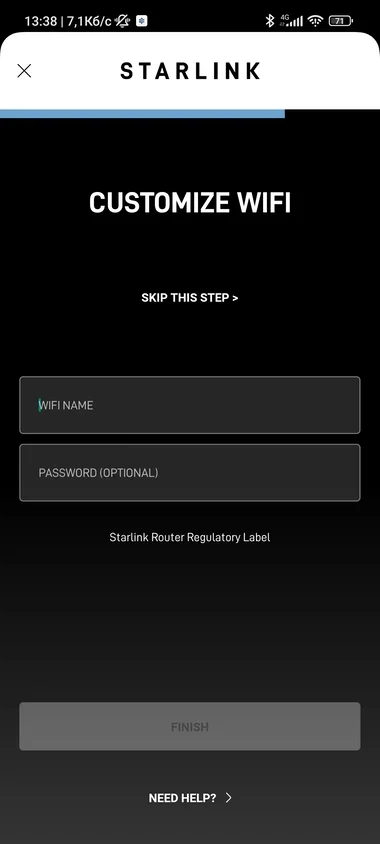 13:38 | 7,1К6/с
4G
71
STARLINK
CUSTOMIZE WIFI
SKIP THIS STEP >
WIFI NAME
PASSWORD (OPTIONAL)
Starlink Router Regulatory Label
FINISH
NEED HELP? >